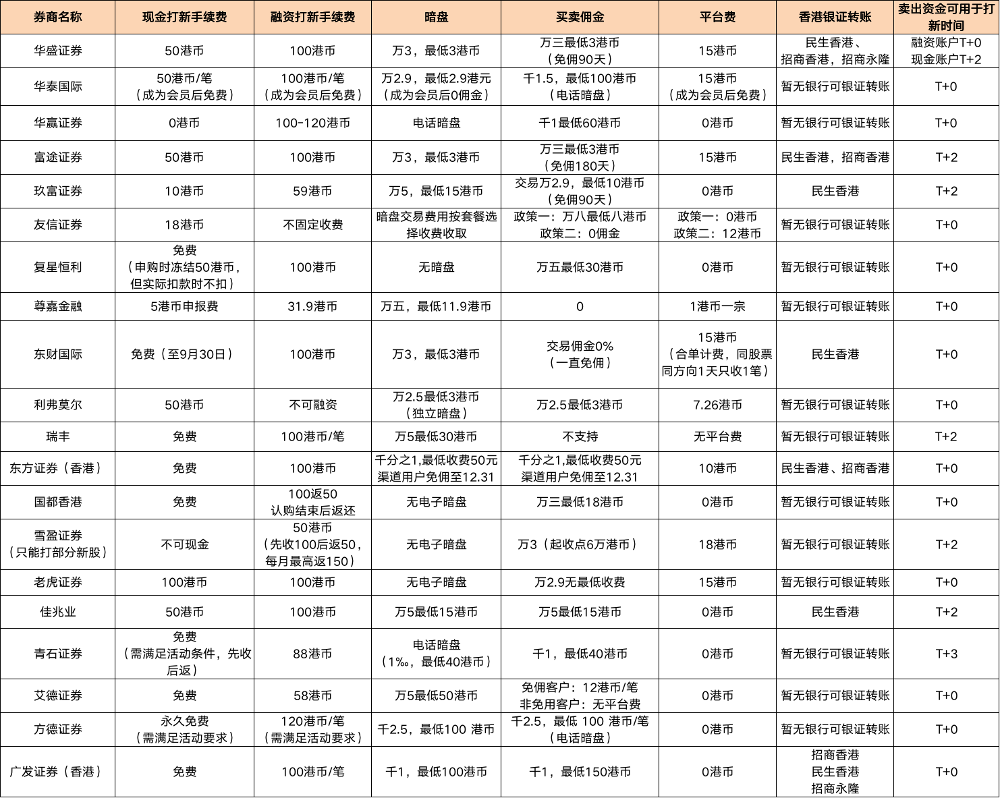 券商名称 现金打新手续费 融资打新手续费 暗盘 买卖佣金 平台费 香港银证转账 卖出资金可用于打
新时间
华盛证券 50港币 100港币 万3，最低3港币 万三最低3港币
（免佣90天） 15港币 民生香港、
招商香港，招商永隆 融资账户T+0
现金账户T+2
华泰国际 50港币/笔
（成为会员后免费） 100港币/笔
（成为会员后免费） 万2.9，最低2.9港元
（成为会员后0佣金） 千1.5，最低100港币
（电话暗盘） 15港币
（成为会员后免费） 暂无银行可银证转账 T+0
华赢证券 0港币 100-120港币 电话暗盘 千1最低60港币 0港币 暂无银行可银证转账 T+0
富途证券 50港币 100港币 万3，最低3港币 万三最低3港币
（免佣180天） 15港币 民生香港，招商香港 T+2
玖富证券 10港币 59港币 万5，最低15港币 交易万2.9，最低10港币
（免佣90天） 0港币 民生香港 T+2
友信证券 18港币 不固定收费 暗盘交易费用按套餐选
择收费收取 政策一：万八最低八港币
政策二：0佣金 政策一：0港币
政策二：12港币 暂无银行可银证转账 T+0
复星恒利 免费
（申购时冻结50港币，
但实际扣款时不扣） 100港币 无暗盘 万五最低30港币 0港币 暂无银行可银证转账 T+0
尊嘉金融 5港币申报费 31.9港币 万五，最低11.9港币 0 1港币一宗 暂无银行可银证转账 T+0
东财国际 免费（至9月30日） 100港币 万3，最低3港币 交易佣金0%
（一直免佣） 15港币
（合单计费，同股票
同方向1天只收1笔） 民生香港 T+0
利弗莫尔 50港币 不可融资 万2.5最低3港币
（独立暗盘） 万2.5最低3港币 7.26港币 暂无银行可银证转账 T+0
瑞丰 免费 100港币/笔 万5最低30港币 不支持 无平台费 暂无银行可银证转账 T+2
东方证券（香港） 免费 100港币 千分之1,最低收费50元
渠道用户免佣至12.31 千分之1,最低收费50元
渠道用户免佣至12.31 10港币 民生香港、招商香港 T+0
国都香港 免费 100返50
认购结束后返还 无电子暗盘 万三最低18港币 0港币 暂无银行可银证转账 T+0
雪盈证券
（只能打部分新股） 不可现金 50港币
（先收100后返50，
每月最高返150） 无电子暗盘 万3（起收点6万港币） 18港币 暂无银行可银证转账 T+2
老虎证券 100港币 100港币 无电子暗盘 万2.9无最低收费 15港币 暂无银行可银证转账 T+0
佳兆业 50港币 100港币 万5最低15港币 万5最低15港币 0港币 民生香港 T+2
青石证券 免费
（需满足活动条件，先收
后返） 88港币 电话暗盘
（1‰，最低40港币） 千1，最低40港币 0港币 暂无银行可银证转账 T+3
艾德证券 免费 58港币 万5最低50港币 免佣客户：12港币/笔
非免用客户：无平台费 0港币 暂无银行可银证转账 T+0
方德证券 永久免费
（需满足活动要求） 120港币/笔
（需满足活动要求） 千2.5，最低100 港币 千2.5，最低 100 港币/笔
（电话暗盘） 0港币 暂无银行可银证转账 T+0
广发证券（香港） 免费 100港币/笔 千1，最低100港币 千1，最低150港币 0港币 招商香港
民生香港
招商永隆 T+0